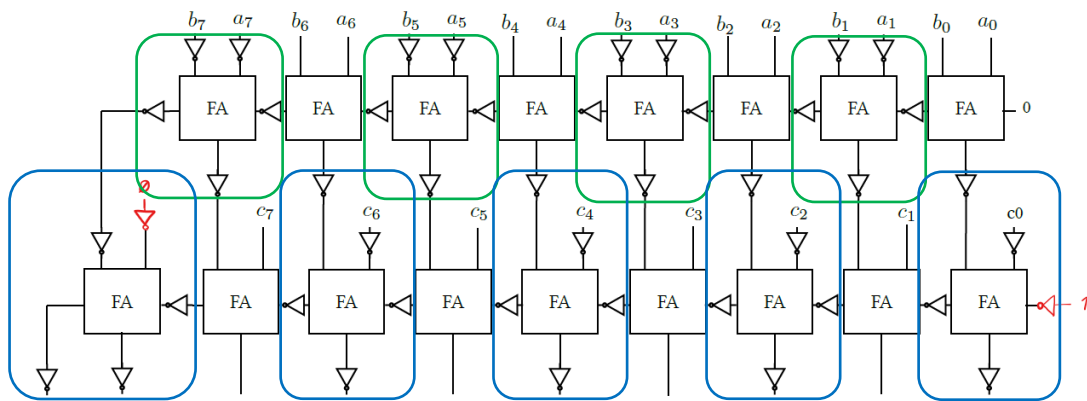 b₇ a₇ b₆ a₆ b₅ a₅ b₄ a₄ b₃ a₃ b₂ a₂ b₁ a₁ b₀ a₀
FA FA FA FA FA FA FA FA 0
0
c₇ c₆ c₅ c₄ c₃ c₂ c₁ c0
FA FA FA FA FA FA FA FA FA 1